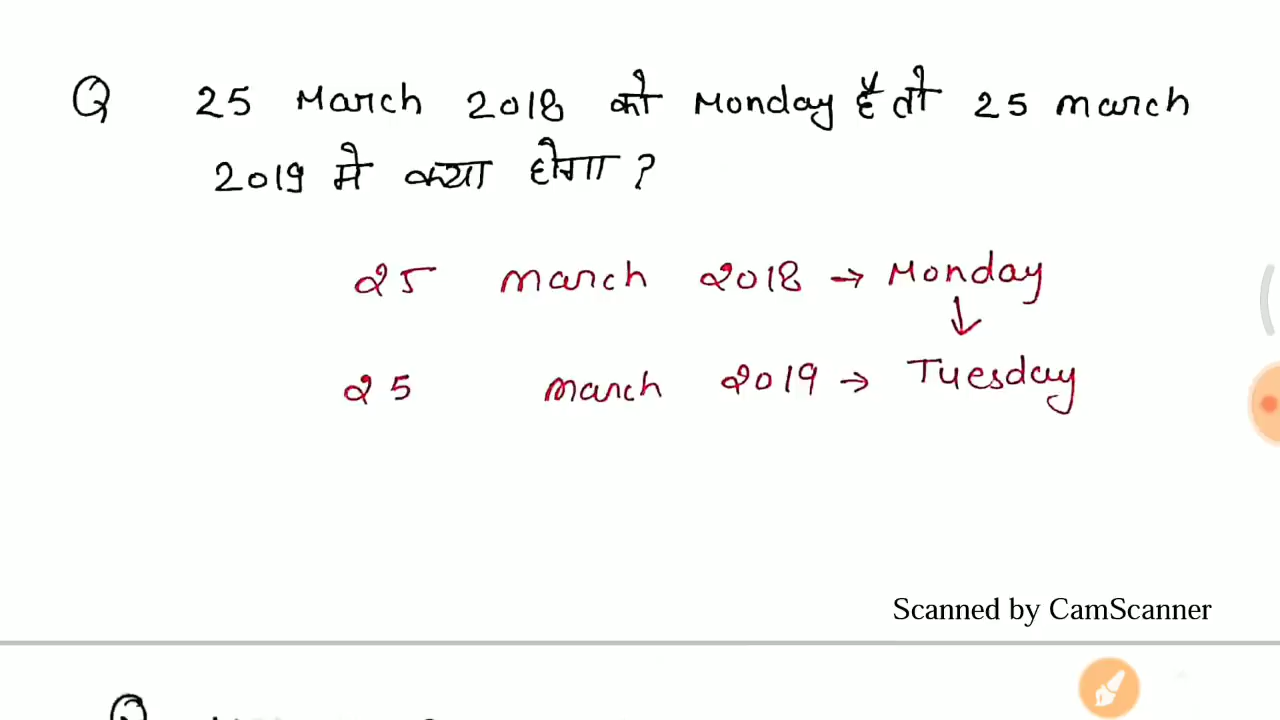 Q 25 March 2018 को Monday है तो 25 march
2019 मे क्या होगा ?
25 march 2018 → Monday
↓
25 march 2019 → Tuesday
Scanned by CamScanner
Q